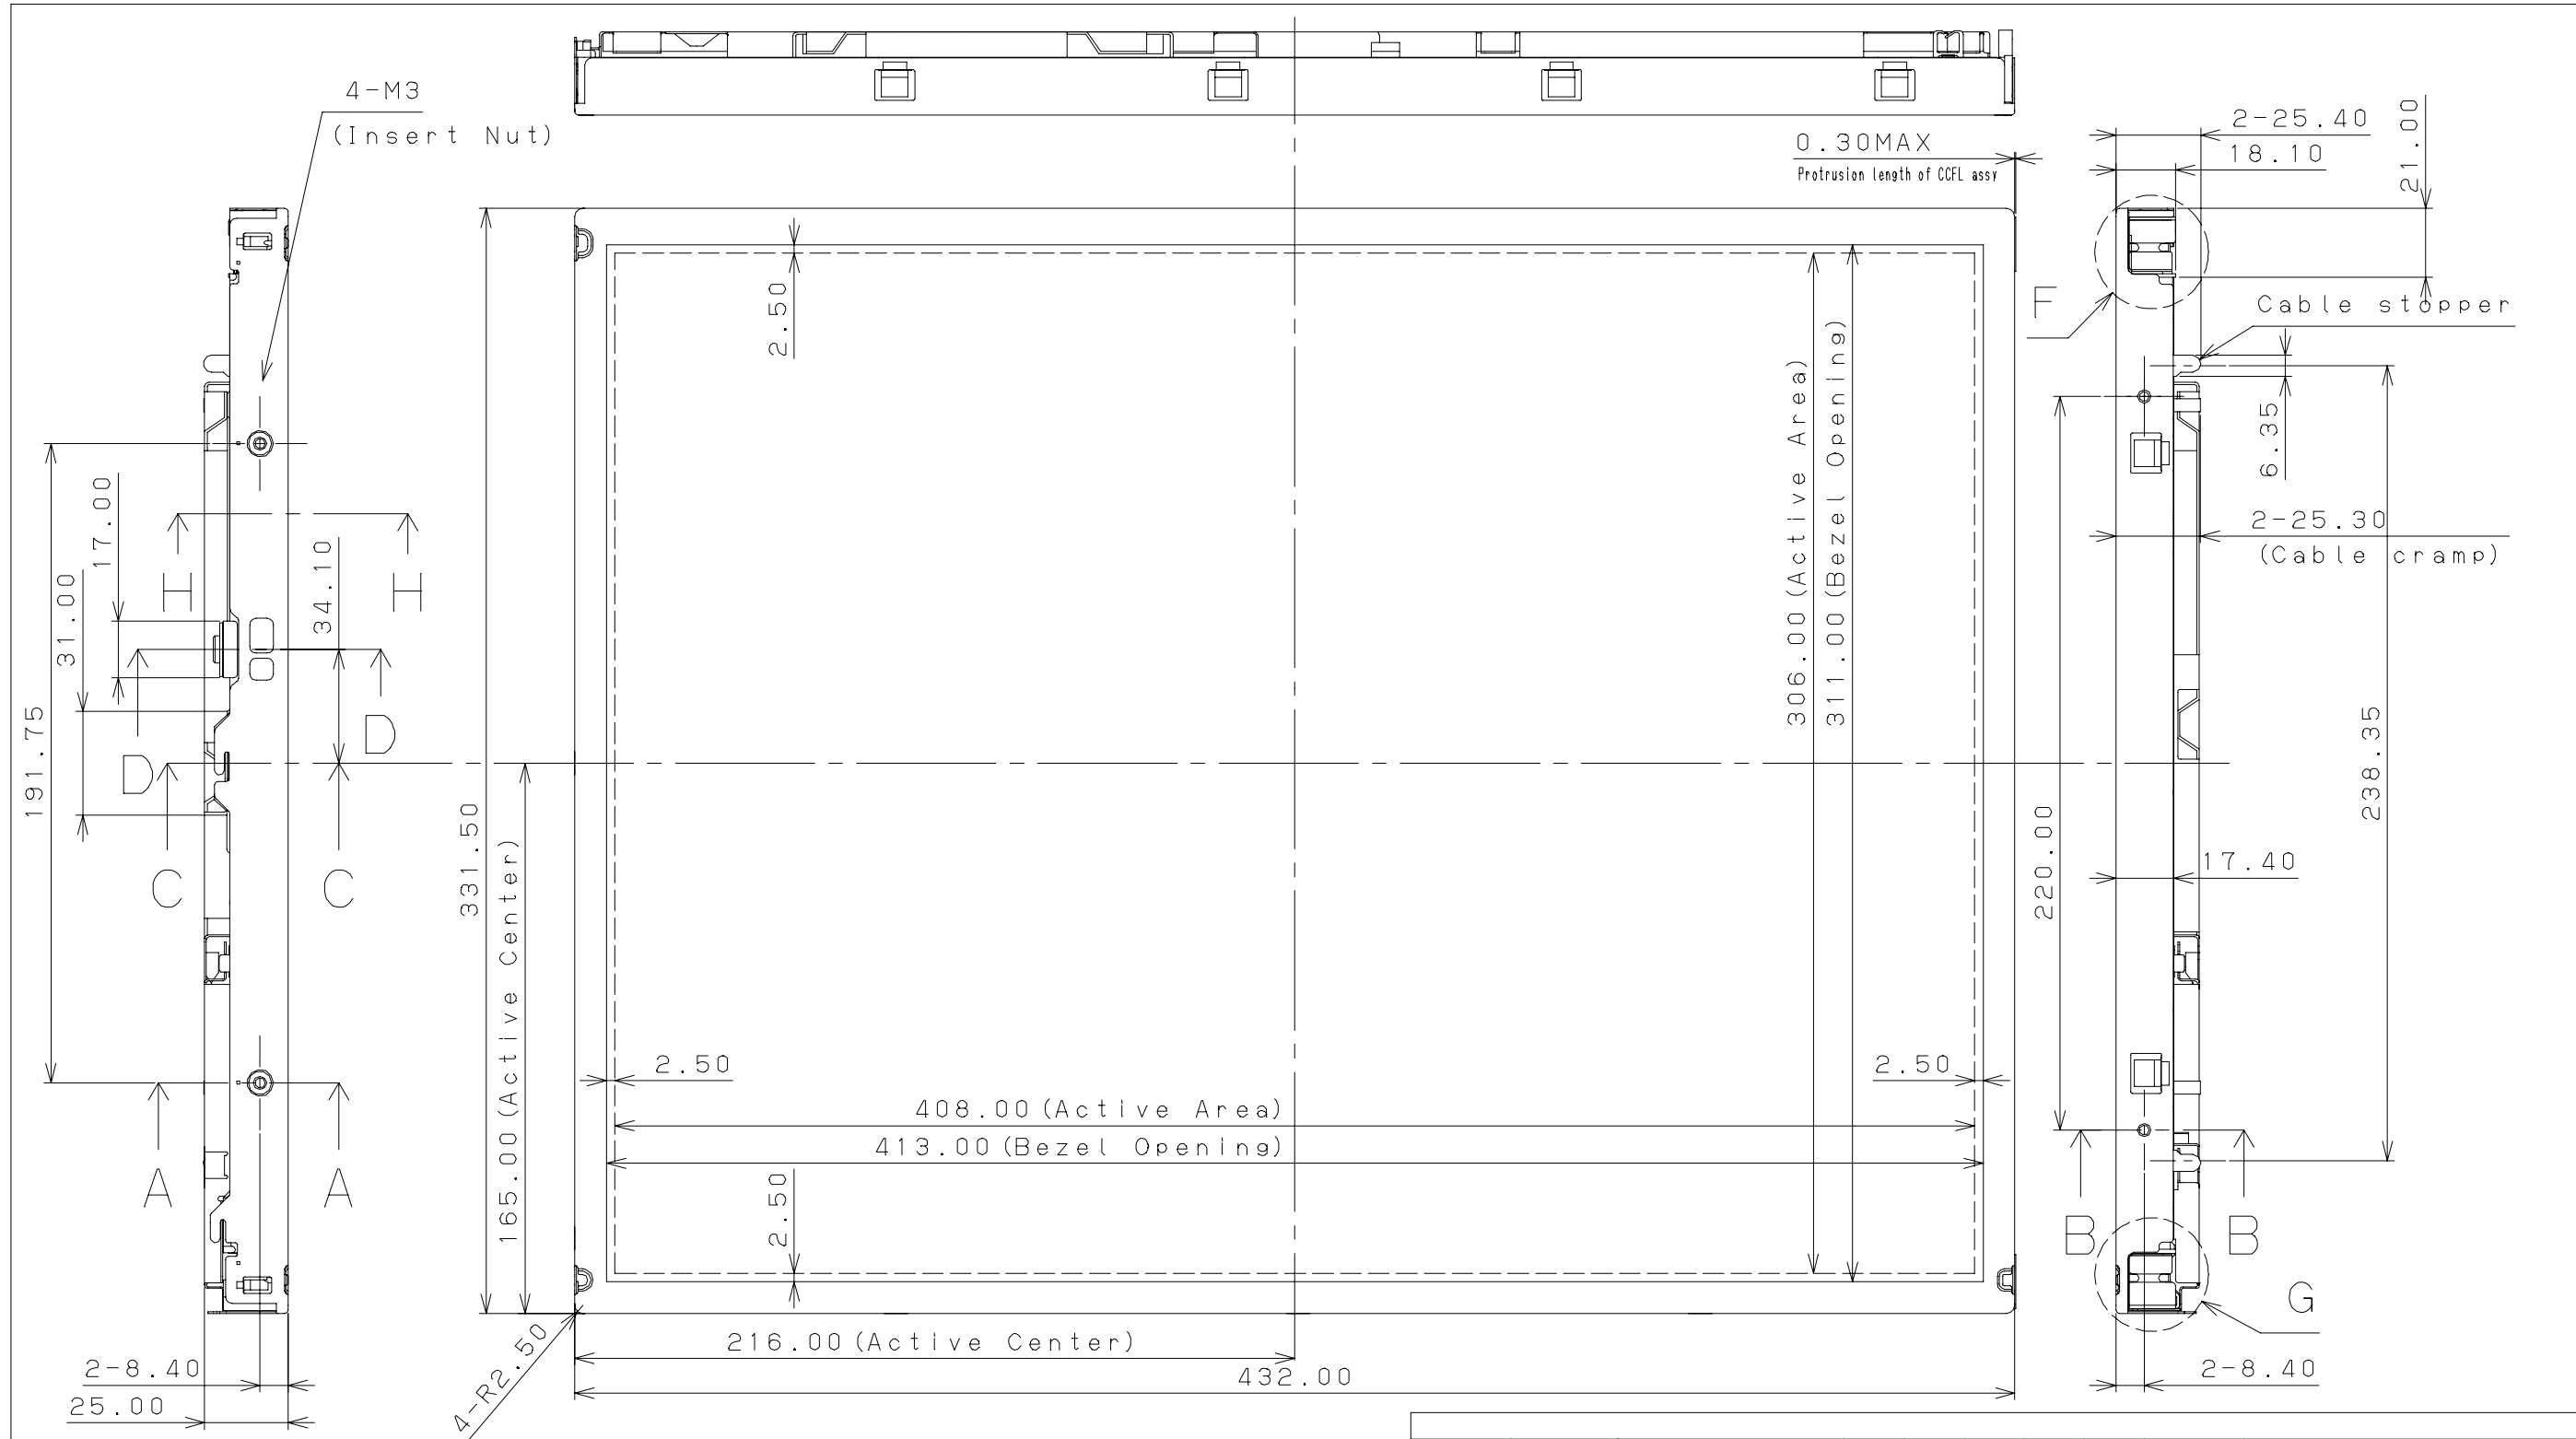 4-M3
(Insert Nut)
0.30MAX
Protrusion length of CCFL assy
2-25.40
18.10
21.00
F
Cable stopper
6.35
2-25.30
(Cable cramp)
2.50
306.00(Active Area)
311.00(Bezel Opening)
17.00
H
H
34.10
31.00
D
D
191.75
C
C
331.50
165.00(Active Center)
238.35
220.00
17.40
2.50
2.50
408.00(Active Area)
413.00(Bezel Opening)
2.50
A
A
B
B
G
216.00(Active Center)
432.00
4-R2.50
2-8.40
25.00
2-8.40